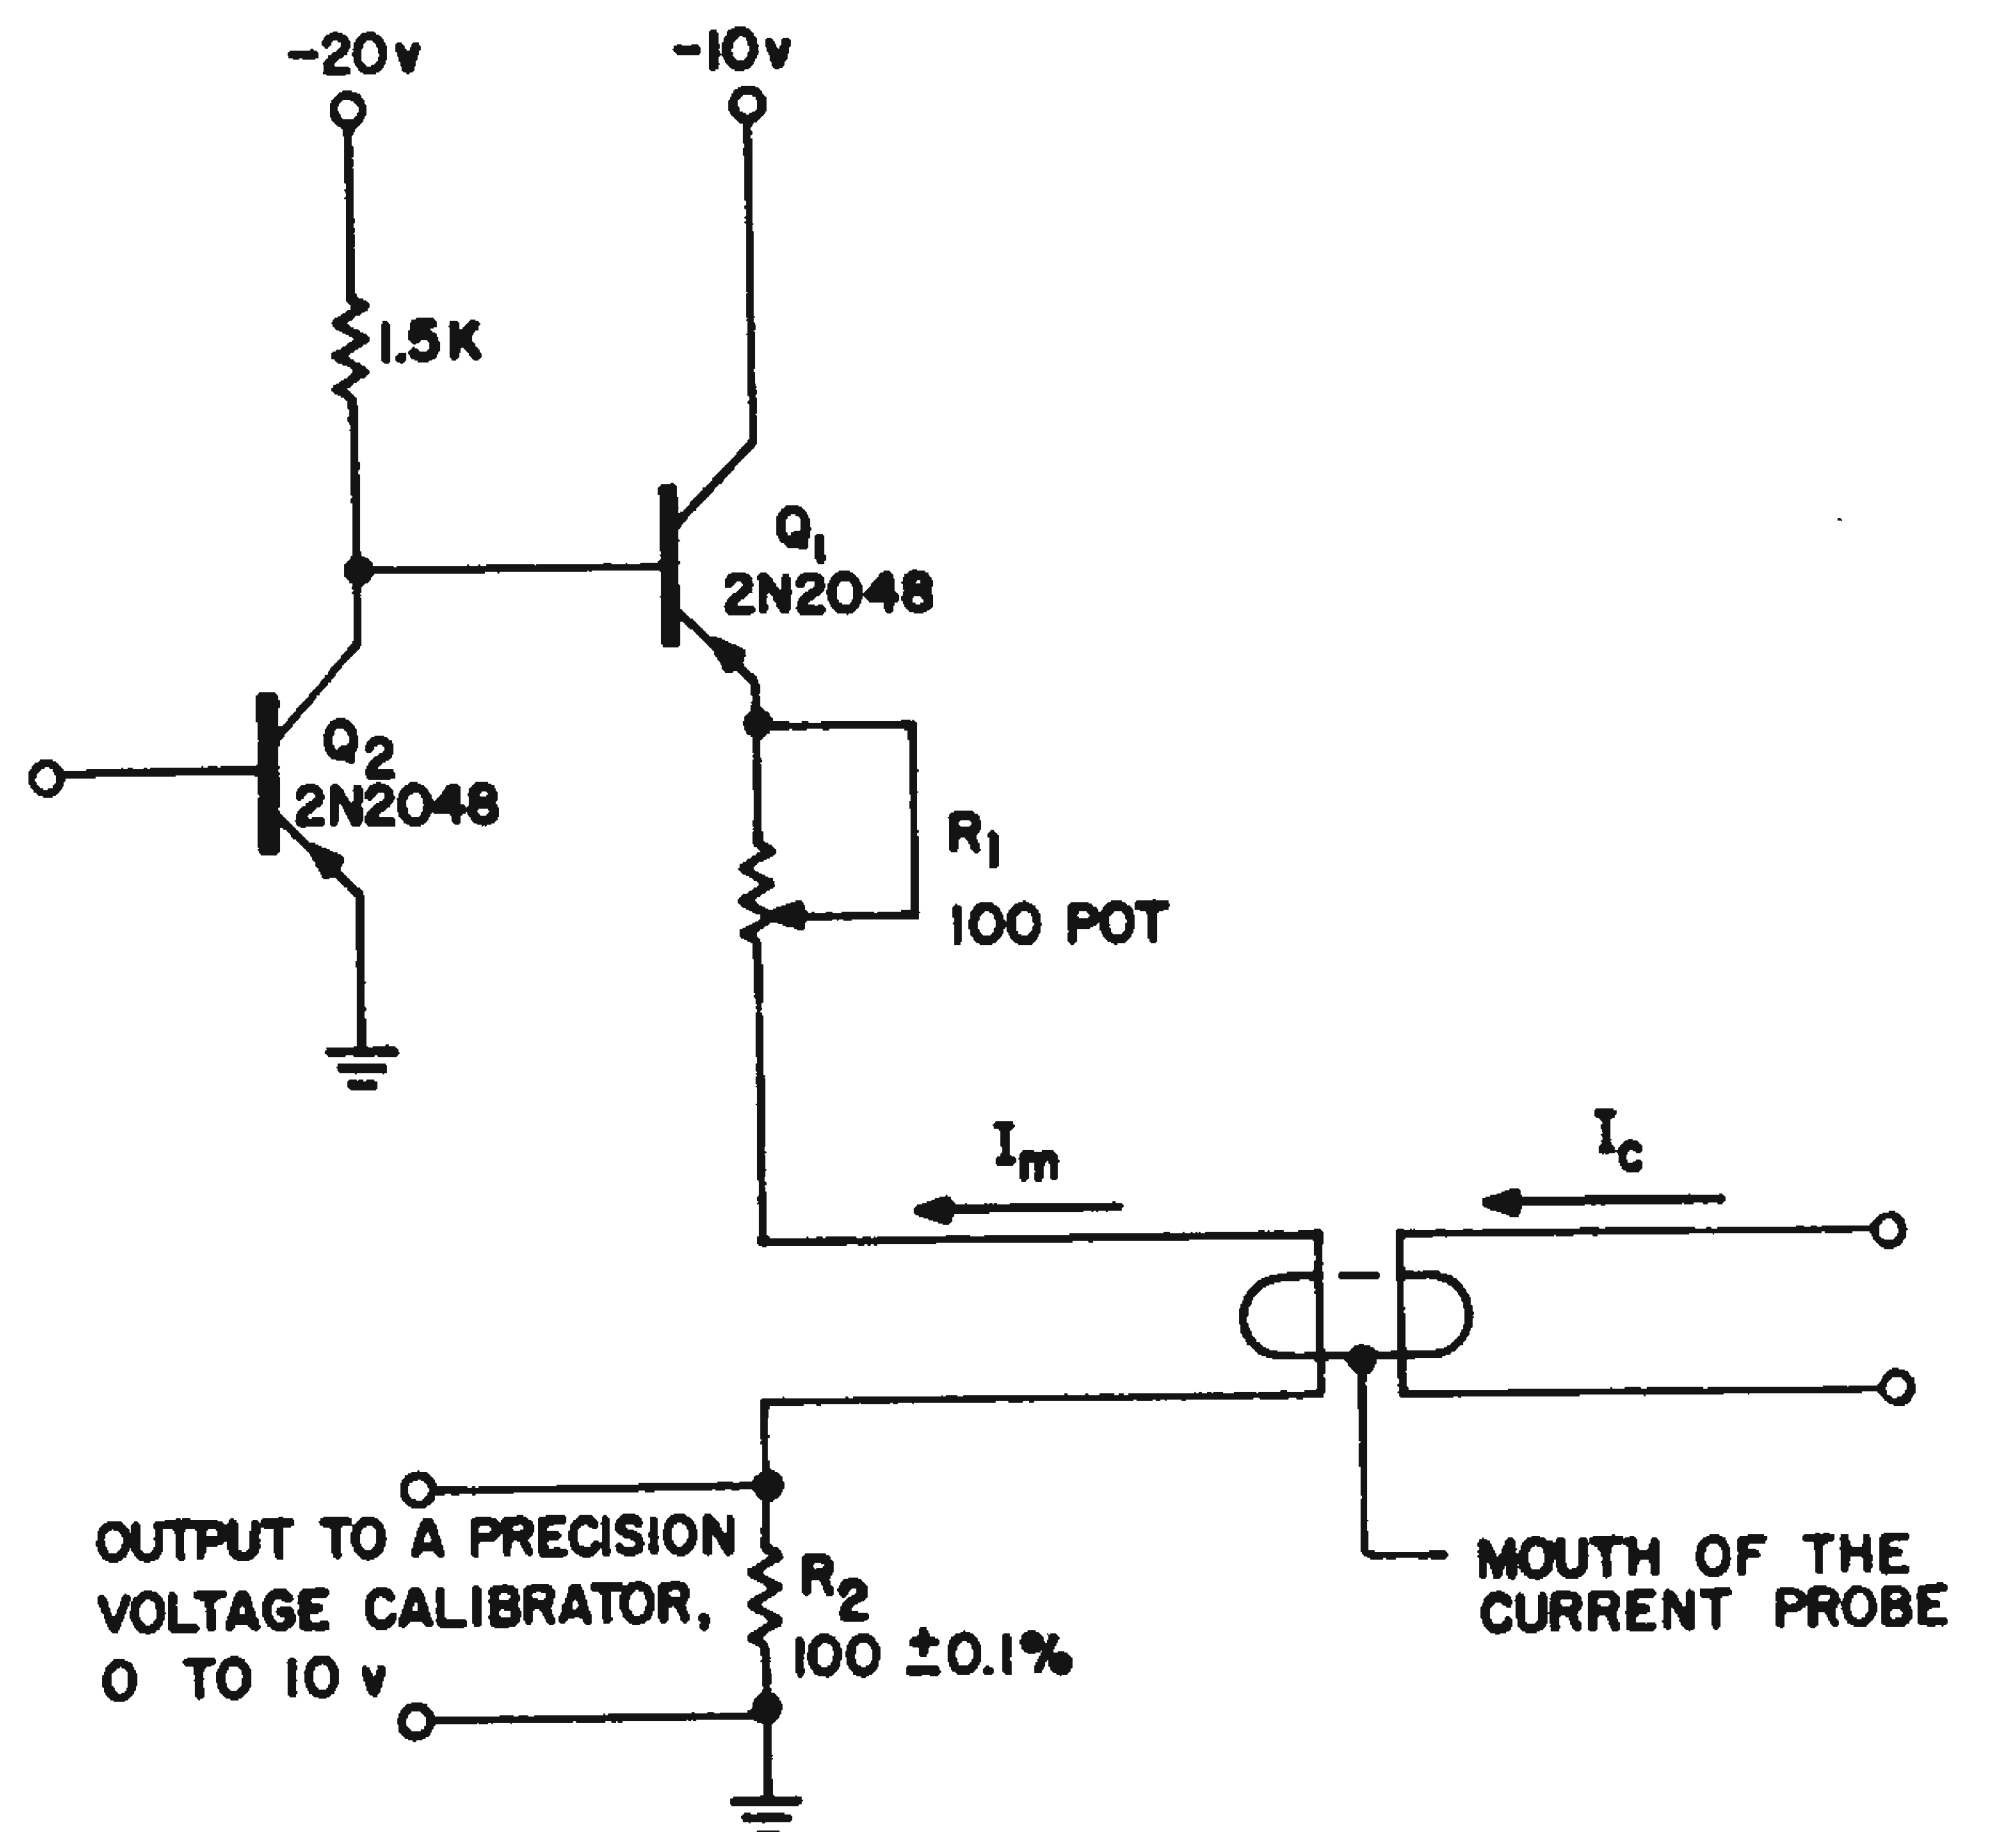 -20v
-10v
1.5K
Q1
2N2048
Q2
2N2048
R1
100 POT
Im
Ic
OUTPUT TO A PRECISION
VOLTAGE CALIBRATOR,
0 TO 10 v
R2
100 ±0.1%
MOUTH OF THE
CURRENT PROBE